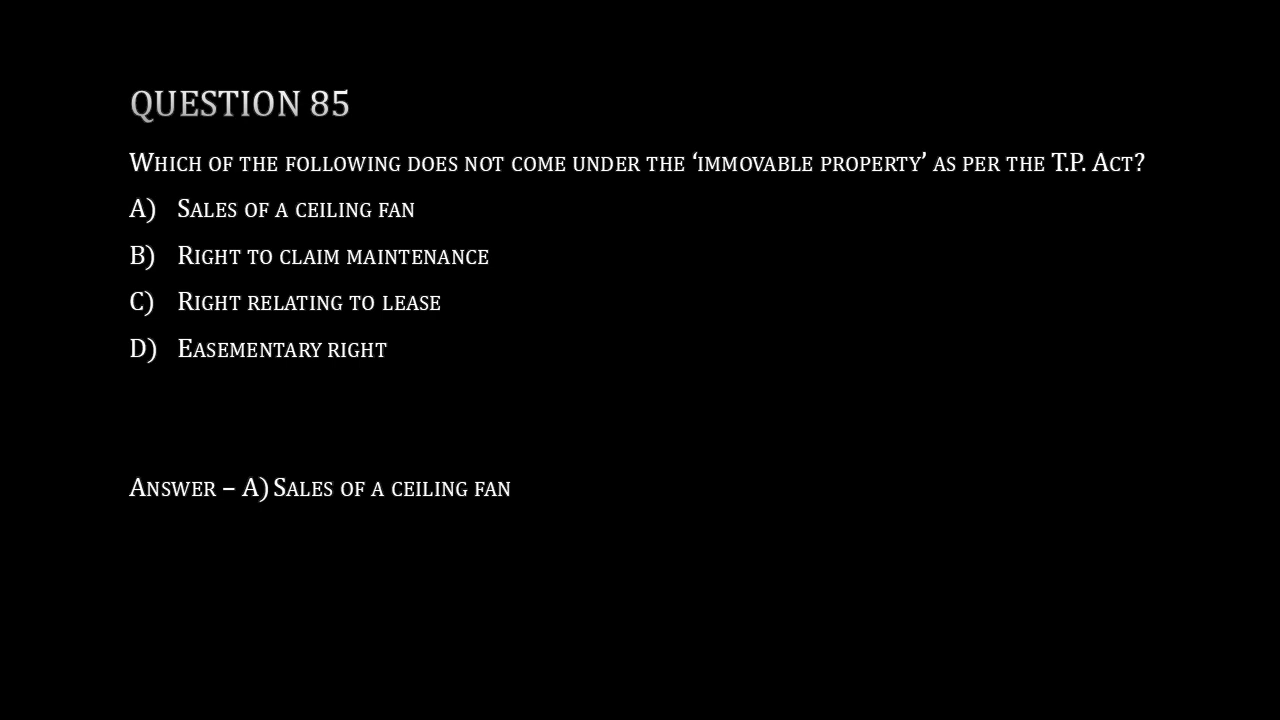 QUESTION 85
Which of the following does not come under the ‘immovable property’ as per the T.P. Act?
A) Sales of a ceiling fan
B) Right to claim maintenance
C) Right relating to lease
D) Easementary right
Answer – A) Sales of a ceiling fan